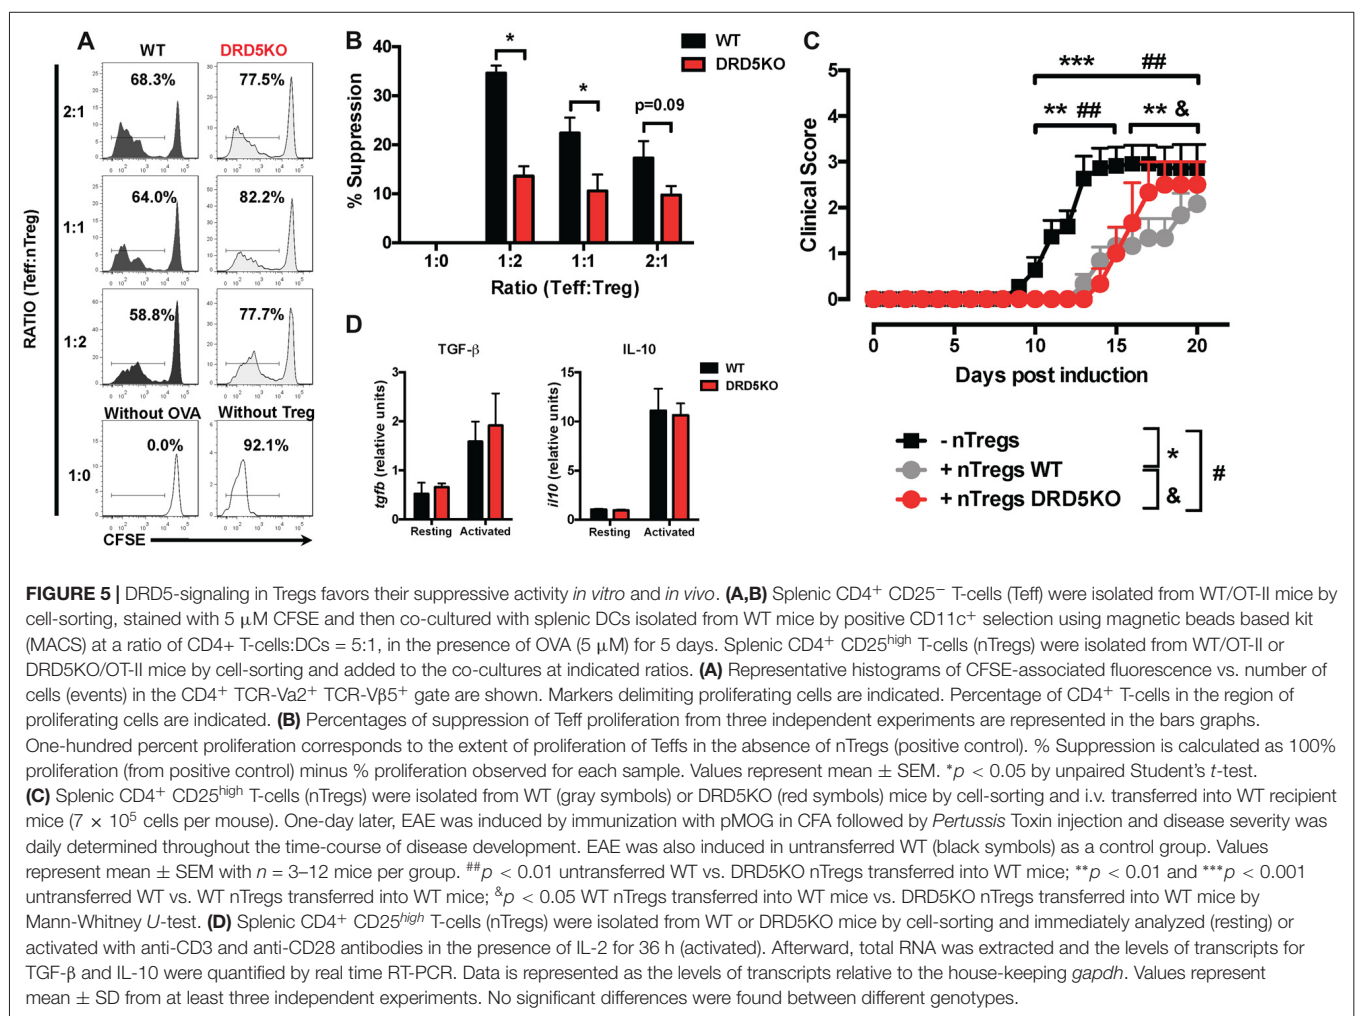 A
WT DRD5KO
RATIO (Teff:nTreg)
2:1
68.3% 77.5%
1:1
64.0% 82.2%
1:2
58.8% 77.7%
Without OVA Without Treg
1:0
0.0% 92.1%
CFSE
B
WT
DRD5KO
% Suppression
40
30
20
10
0
* * p=0.09
1:0 1:2 1:1 2:1
Ratio (Teff:Treg)
C
*** ##
** ## ** &
Clinical Score
5
4
3
2
1
0
0 5 10 15 20
Days post induction
- nTregs
+ nTregs WT
+ nTregs DRD5KO
* & #
D
TGF-β
tgfb (relative units)
3
2
1
0
Resting Activated
IL-10
il10 (relative units)
15
10
5
0
Resting Activated
WT
DRD5KO
FIGURE 5 | DRD5-signaling in Tregs favors their suppressive activity in vitro and in vivo. (A,B) Splenic CD4+ CD25− T-cells (Teff) were isolated from WT/OT-II mice by
cell-sorting, stained with 5 μM CFSE and then co-cultured with splenic DCs isolated from WT mice by positive CD11c+ selection using magnetic beads based kit
(MACS) at a ratio of CD4+ T-cells:DCs = 5:1, in the presence of OVA (5 μM) for 5 days. Splenic CD4+ CD25high T-cells (nTregs) were isolated from WT/OT-II or
DRD5KO/OT-II mice by cell-sorting and added to the co-cultures at indicated ratios. (A) Representative histograms of CFSE-associated fluorescence vs. number of
cells (events) in the CD4+ TCR-Va2+ TCR-Vβ5+ gate are shown. Markers delimiting proliferating cells are indicated. Percentage of CD4+ T-cells in the region of
proliferating cells are indicated. (B) Percentages of suppression of Teff proliferation from three independent experiments are represented in the bars graphs.
One-hundred percent proliferation corresponds to the extent of proliferation of Teffs in the absence of nTregs (positive control). % Suppression is calculated as 100%
proliferation (from positive control) minus % proliferation observed for each sample. Values represent mean ± SEM. *p < 0.05 by unpaired Student's t-test.
(C) Splenic CD4+ CD25high T-cells (nTregs) were isolated from WT (gray symbols) or DRD5KO (red symbols) mice by cell-sorting and i.v. transferred into WT recipient
mice (7 × 10⁵ cells per mouse). One-day later, EAE was induced by immunization with pMOG in CFA followed by Pertussis Toxin injection and disease severity was
daily determined throughout the time-course of disease development. EAE was also induced in untransferred WT (black symbols) as a control group. Values
represent mean ± SEM with n = 3–12 mice per group. ##p < 0.01 untransferred WT vs. DRD5KO nTregs transferred into WT mice; **p < 0.01 and ***p < 0.001
untransferred WT vs. WT nTregs transferred into WT mice; &p < 0.05 WT nTregs transferred into WT mice vs. DRD5KO nTregs transferred into WT mice by
Mann-Whitney U-test. (D) Splenic CD4+ CD25high T-cells (nTregs) were isolated from WT or DRD5KO mice by cell-sorting and immediately analyzed (resting) or
activated with anti-CD3 and anti-CD28 antibodies in the presence of IL-2 for 36 h (activated). Afterward, total RNA was extracted and the levels of transcripts for
TGF-β and IL-10 were quantified by real time RT-PCR. Data is represented as the levels of transcripts relative to the house-keeping gapdh. Values represent
mean ± SD from at least three independent experiments. No significant differences were found between different genotypes.